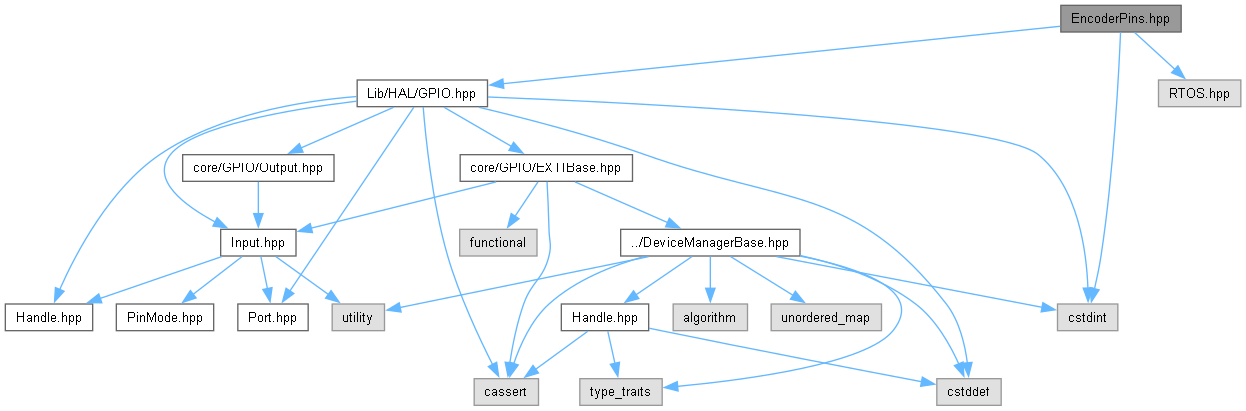 EncoderPins.hpp
Lib/HAL/GPIO.hpp
RTOS.hpp
core/GPIO/Output.hpp
core/GPIO/EXTIBase.hpp
Input.hpp
functional
../DeviceManagerBase.hpp
Handle.hpp
PinMode.hpp
Port.hpp
utility
Handle.hpp
algorithm
unordered_map
cstdint
cassert
type_traits
cstddef